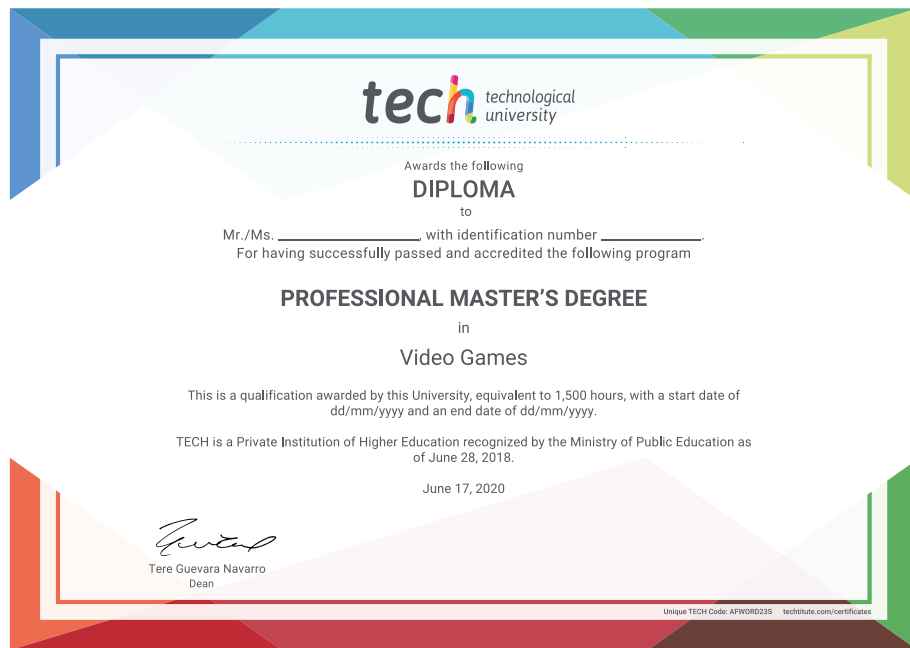 tech technological
university
Awards the following
DIPLOMA
to
Mr./Ms. ____________________, with identification number ______________.
For having successfully passed and accredited the following program
PROFESSIONAL MASTER'S DEGREE
in
Video Games
This is a qualification awarded by this University, equivalent to 1,500 hours, with a start date of
dd/mm/yyyy and an end date of dd/mm/yyyy.
TECH is a Private Institution of Higher Education recognized by the Ministry of Public Education as
of June 28, 2018.
June 17, 2020
Tere Guevara Navarro
Dean
Unique TECH Code: AFWORD23S techtitute.com/certificates